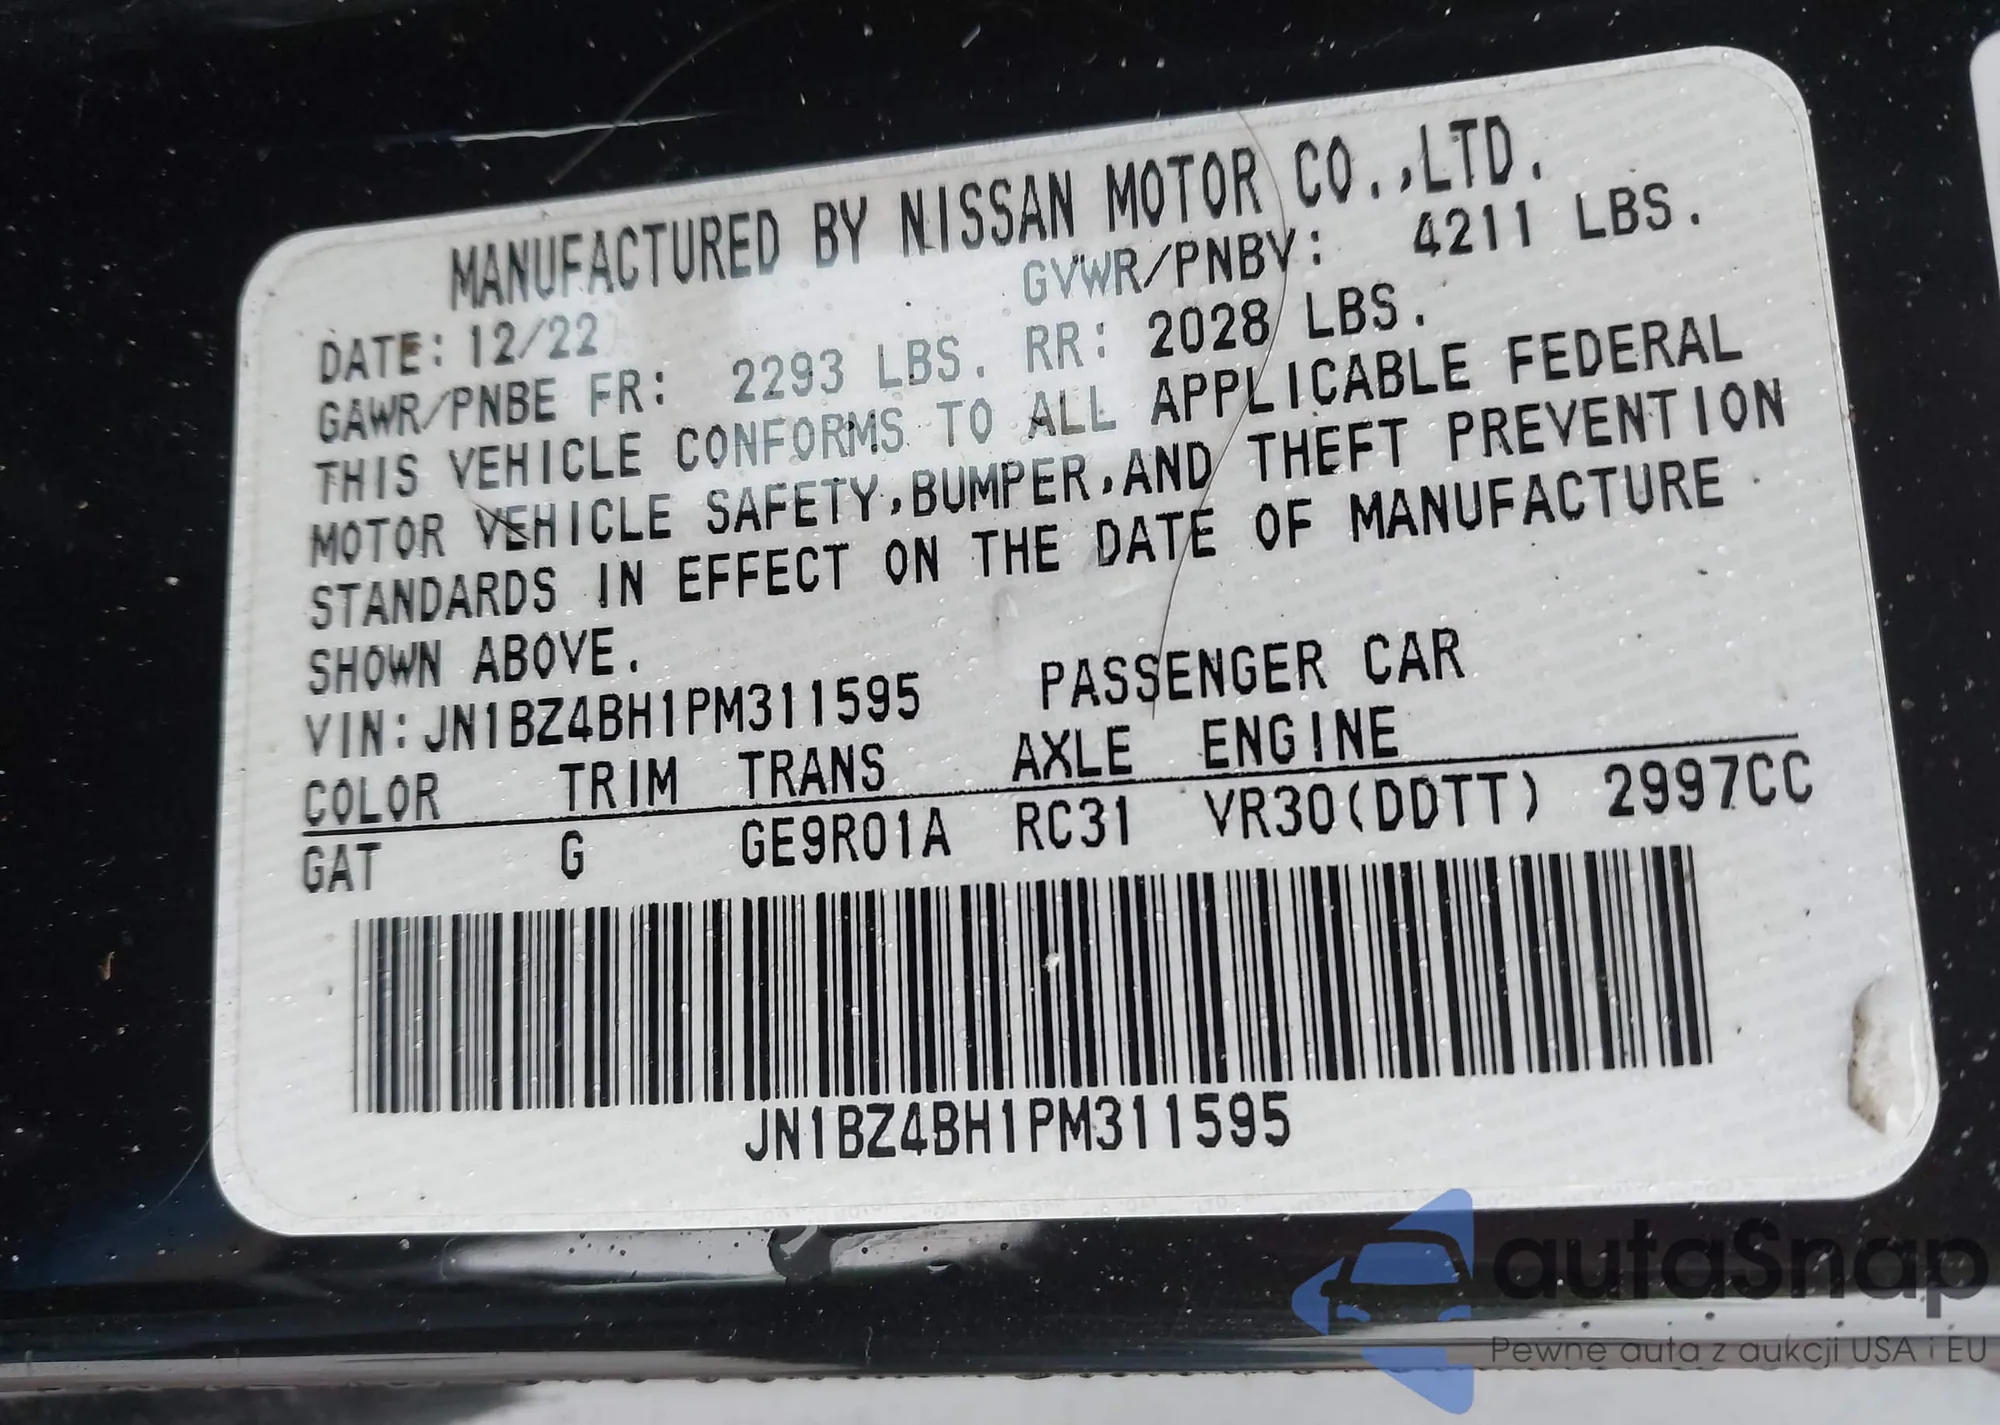 MANUFACTURED BY NISSAN MOTOR CO.,LTD.
DATE: 12/22 GVWR/PNBV: 4211 LBS.
GAWR/PNBE FR: 2293 LBS. RR: 2028 LBS.
THIS VEHICLE CONFORMS TO ALL APPLICABLE FEDERAL
MOTOR VEHICLE SAFETY,BUMPER,AND THEFT PREVENTION
STANDARDS IN EFFECT ON THE DATE OF MANUFACTURE
SHOWN ABOVE.
VIN: JN1BZ4BH1PM311595 PASSENGER CAR
COLOR TRIM TRANS AXLE ENGINE
GAT G GE9R01A RC31 VR30(DDTT) 2997CC
JN1BZ4BH1PM311595
autaSnap
Pewne auta z aukcji USA i EU